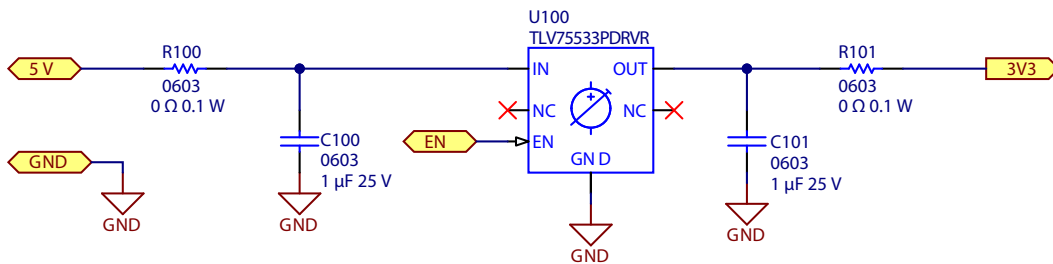 U100
TLV75533PDRVR
R100
0603
0 Ω 0.1 W
5 V
IN
OUT
NC
NC
EN
EN
GND
R101
0603
0 Ω 0.1 W
3V3
C100
0603
1 µF 25 V
C101
0603
1 µF 25 V
GND
GND
GND
GND
GND